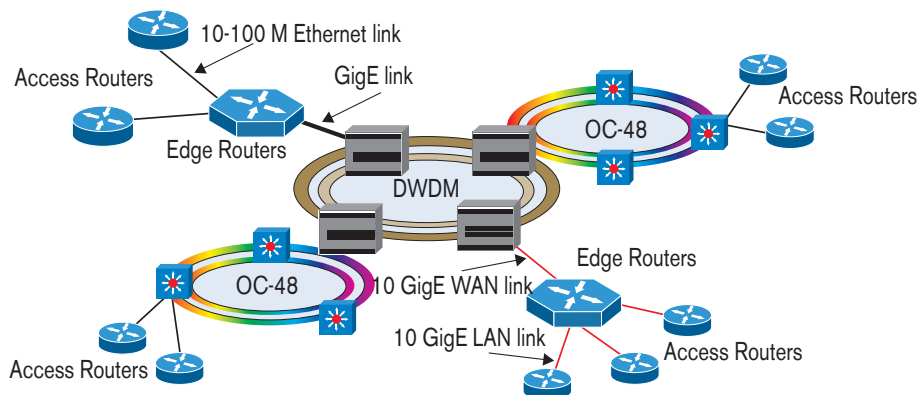 10-100 M Ethernet link
Access Routers
GigE link
Edge Routers
OC-48
Access Routers
DWDM
OC-48
10 GigE WAN link
Edge Routers
10 GigE LAN link
Access Routers
Access Routers